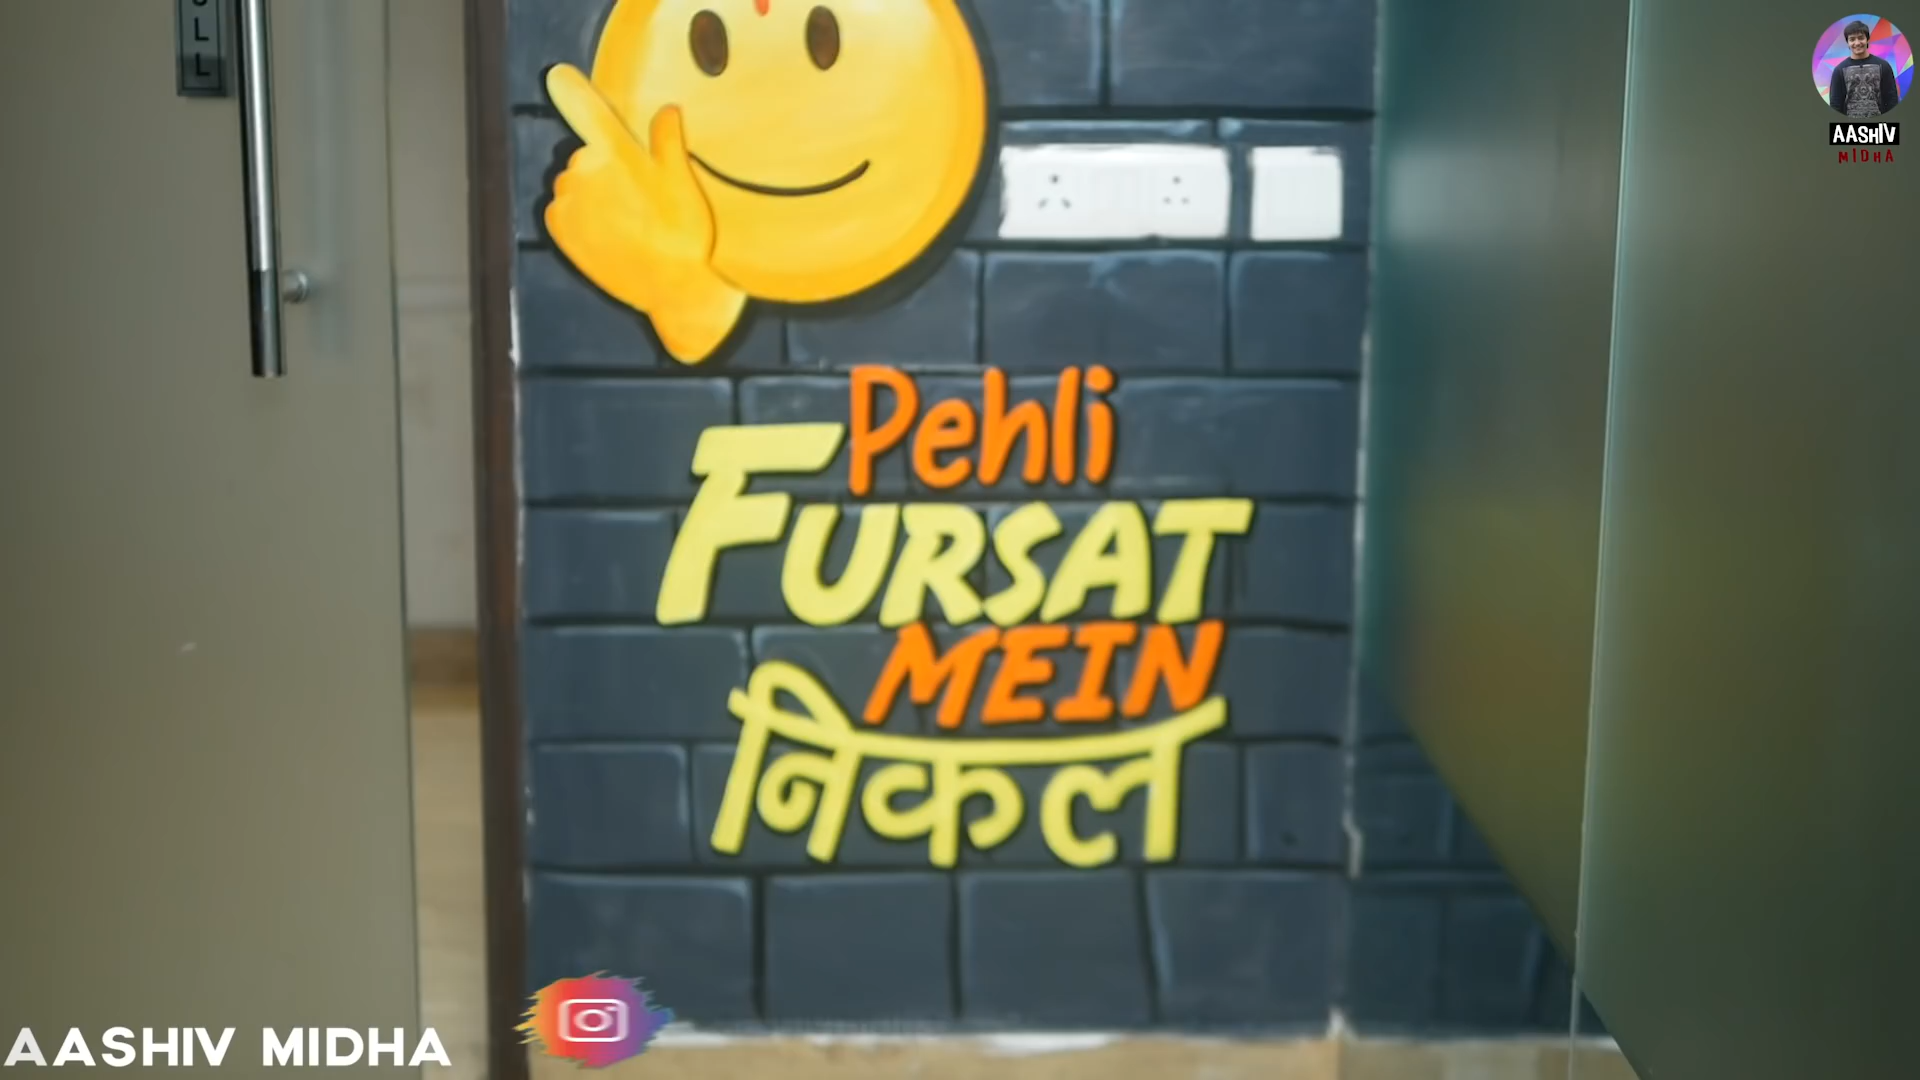 AASHIV
MIDHA
Pehli
FURSAT
MEIN
निकल
AASHIV MIDHA